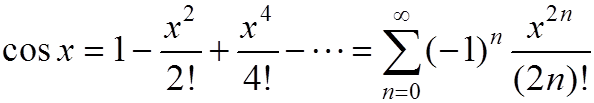 cos x = 1 − x²/2! + x⁴/4! − ⋯ = ∑_{n=0}^{∞} (−1)ⁿ x²ⁿ/(2n)!